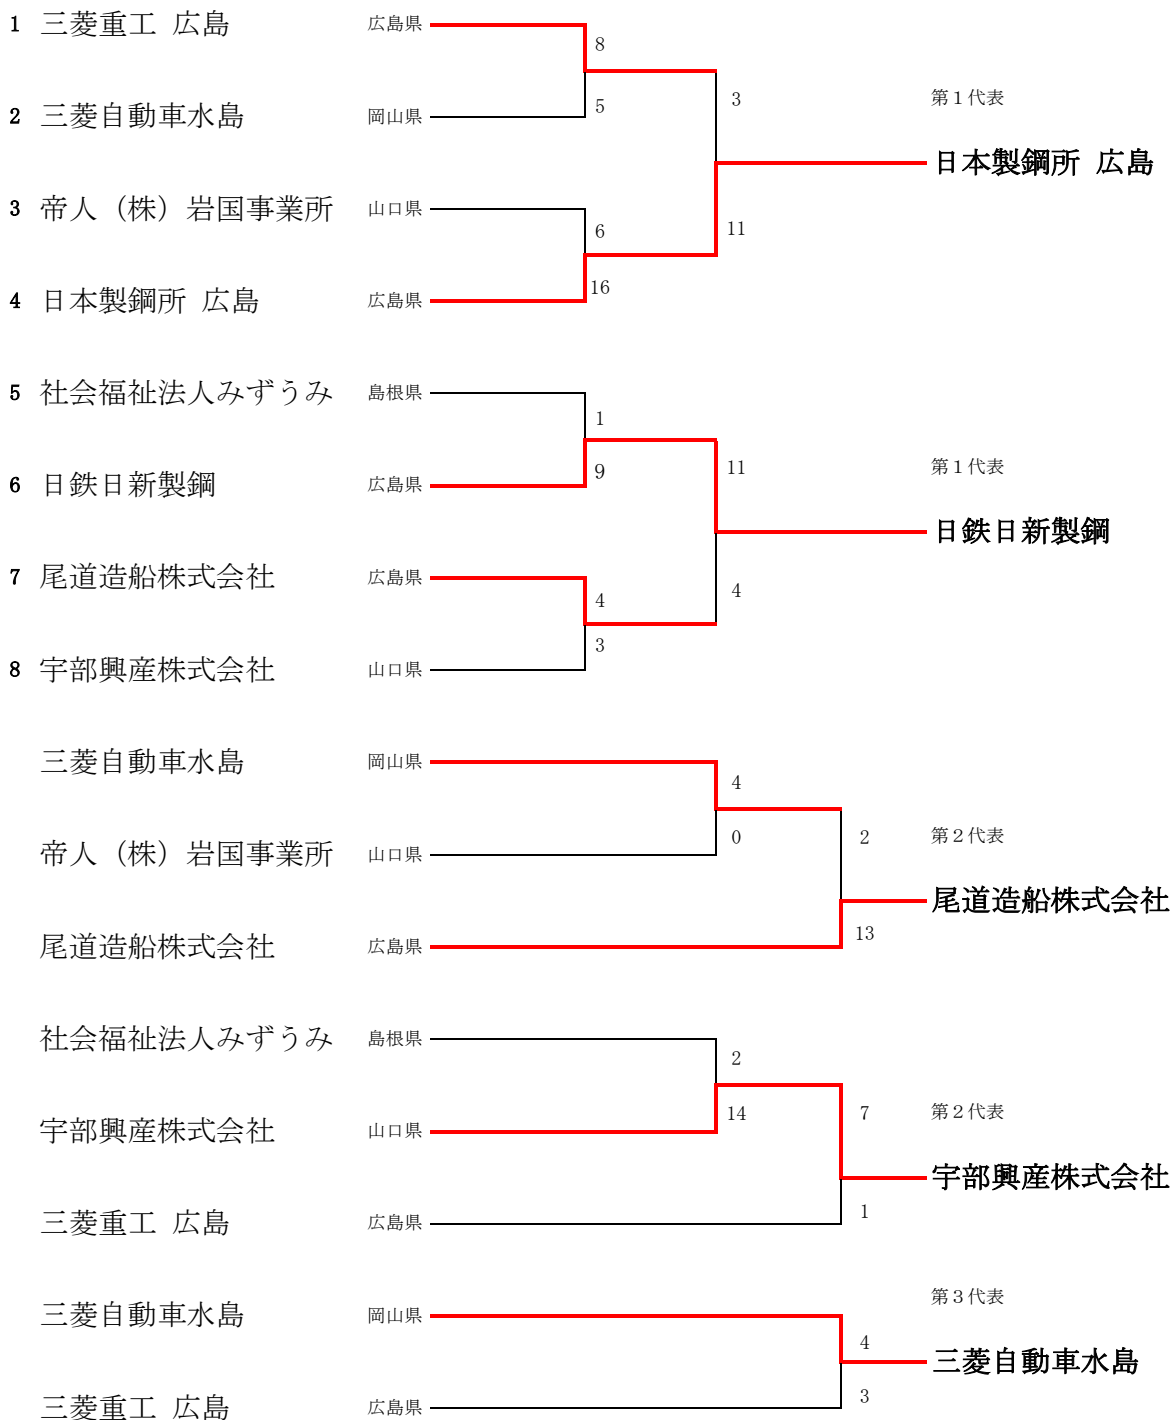 1 三菱重工 広島 広島県
8
3 第１代表
5
2 三菱自動車水島 岡山県
日本製鋼所 広島
3 帝人（株）岩国事業所 山口県
6 11
16
4 日本製鋼所 広島 広島県
5 社会福祉法人みずうみ 島根県
1
9 11 第１代表
6 日鉄日新製鋼 広島県
日鉄日新製鋼
7 尾道造船株式会社 広島県
4 4
3
8 宇部興産株式会社 山口県
三菱自動車水島 岡山県
4
0 2 第２代表
帝人（株）岩国事業所 山口県
尾道造船株式会社
13
尾道造船株式会社 広島県
社会福祉法人みずうみ 島根県
2
14 7 第２代表
宇部興産株式会社 山口県
宇部興産株式会社
1
三菱重工 広島 広島県
第３代表
三菱自動車水島 岡山県
4
三菱自動車水島
3
三菱重工 広島 広島県